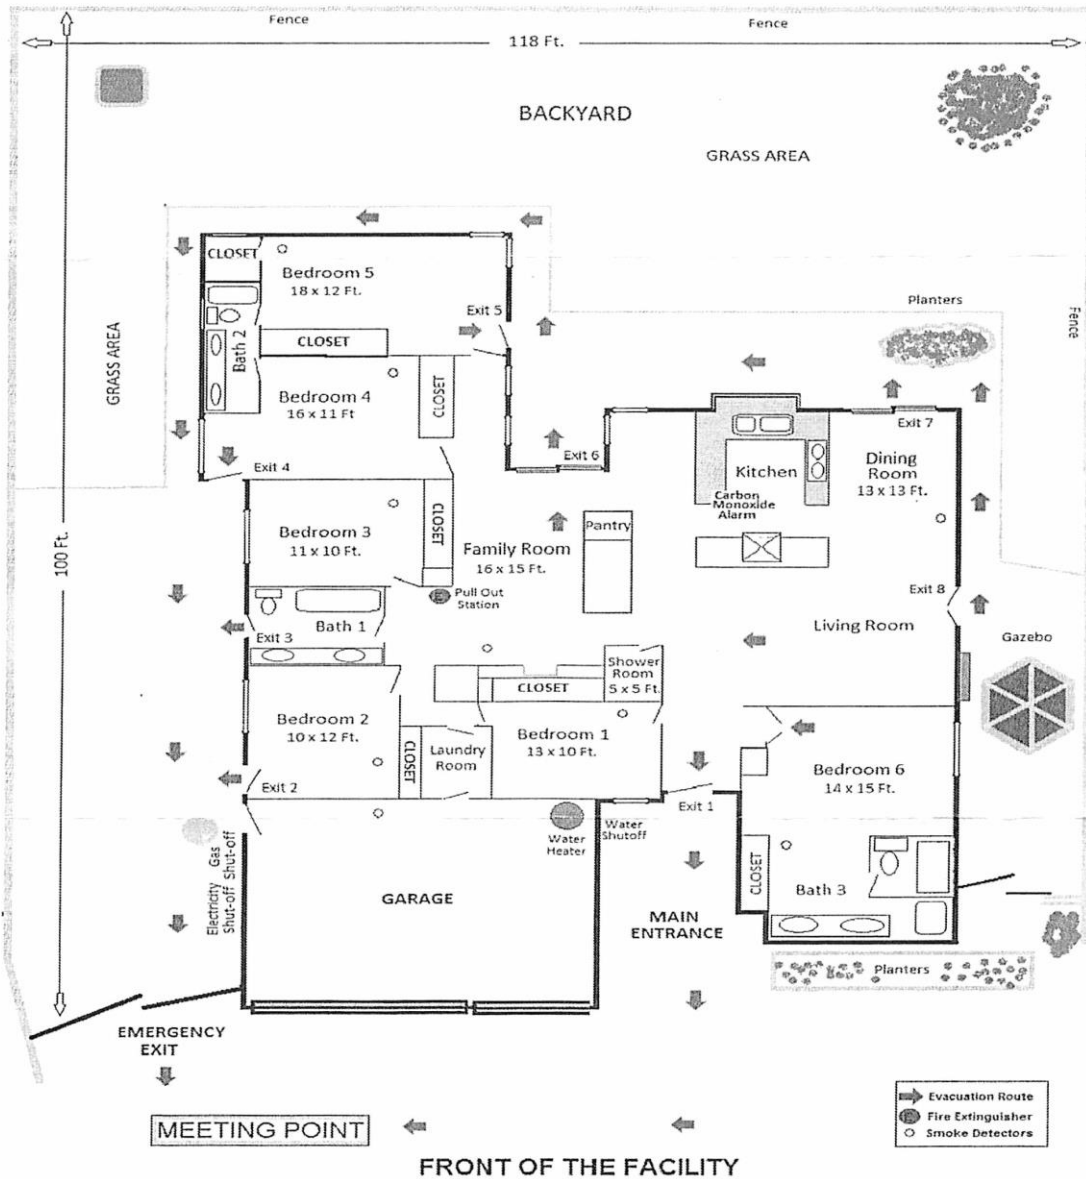 Fence
Fence
118 Ft.
BACKYARD
GRASS AREA
CLOSET
Bedroom 5
18 x 12 Ft.
Exit 5
Planters
Fence
GRASS AREA
Bath 2
CLOSET
Bedroom 4
16 x 11 Ft
CLOSET
Exit 4
Exit 6
Exit 7
Kitchen
Dining
Room
13 x 13 Ft.
Carbon
Monoxide
Alarm
100 Ft.
Bedroom 3
11 x 10 Ft.
CLOSET
Family Room
16 x 15 Ft.
Pantry
Pull Out
Station
Exit 8
Bath 1
Exit 3
Living Room
Gazebo
Shower
Room
5 x 5 Ft.
CLOSET
Bedroom 2
10 x 12 Ft.
CLOSET
Laundry
Room
Bedroom 1
13 x 10 Ft.
Bedroom 6
14 x 15 Ft.
Exit 2
Exit 1
Water
Heater
Water
Shutoff
Electricity
Shut-off
Gas
Shut-off
GARAGE
MAIN
ENTRANCE
CLOSET
Bath 3
Planters
EMERGENCY
EXIT
MEETING POINT
Evacuation Route
E Fire Extinguisher
Smoke Detectors
FRONT OF THE FACILITY